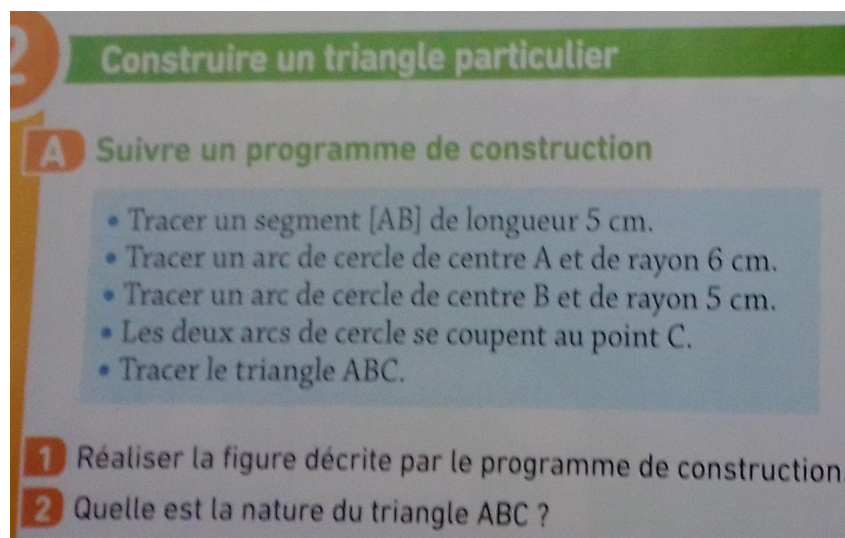 2 Construire un triangle particulier
A Suivre un programme de construction
• Tracer un segment [AB] de longueur 5 cm.
• Tracer un arc de cercle de centre A et de rayon 6 cm.
• Tracer un arc de cercle de centre B et de rayon 5 cm.
• Les deux arcs de cercle se coupent au point C.
• Tracer le triangle ABC.
1 Réaliser la figure décrite par le programme de construction.
2 Quelle est la nature du triangle ABC ?